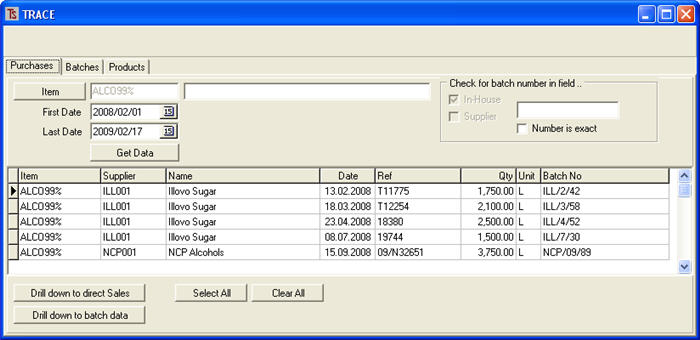 TS TRACE
Purchases Batches Products
Item ALCO99%
Check for batch number in field ..
In-House
First Date 2008/02/01 15
Supplier
Last Date 2009/02/17 15
Number is exact
Get Data
Item Supplier Name Date Ref Qty Unit Batch No
ALCO99% ILL001 Illovo Sugar 13.02.2008 T11775 1,750.00 L ILL/2/42
ALCO99% ILL001 Illovo Sugar 18.03.2008 T12254 2,100.00 L ILL/3/58
ALCO99% ILL001 Illovo Sugar 23.04.2008 18380 2,500.00 L ILL/4/52
ALCO99% ILL001 Illovo Sugar 08.07.2008 19744 1,500.00 L ILL/7/30
ALCO99% NCP001 NCP Alcohols 15.09.2008 09/N32651 3,750.00 L NCP/09/89
Drill down to direct Sales Select All Clear All
Drill down to batch data